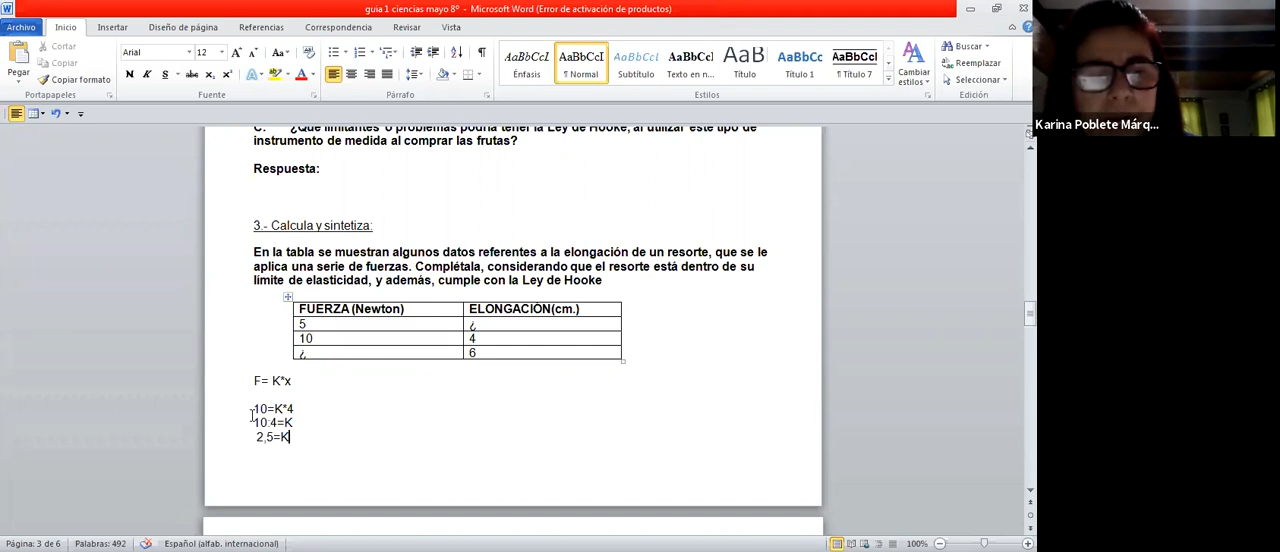 guia 1 ciencias mayo 8º - Microsoft Word (Error de activación de productos)
Archivo Inicio Insertar Diseño de página Referencias Correspondencia Revisar Vista
Pegar
Cortar
Copiar
Copiar formato
Portapapeles
Arial 12
Fuente
Párrafo
AaBbCcI Énfasis
AaBbCcI ¶ Normal
AaBbCcI Subtítulo
AaBbCcl Texto en n...
AaB Título
AaBbCc Título 1
AaBbCcI ¶ Título 7
Cambiar estilos
Estilos
Buscar
Reemplazar
Seleccionar
Edición
Karina Poblete Márq...
C. ¿Que limitantes o problemas podría tener la Ley de Hooke, al utilizar este tipo de
instrumento de medida al comprar las frutas?
Respuesta:
3.- Calcula y sintetiza:
En la tabla se muestran algunos datos referentes a la elongación de un resorte, que se le
aplica una serie de fuerzas. Complétala, considerando que el resorte está dentro de su
límite de elasticidad, y además, cumple con la Ley de Hooke
FUERZA (Newton) ELONGACIÓN(cm.)
5 ¿
10 4
¿ 6
F= K*x
10=K*4
10:4=K
2,5=K
Página: 3 de 6 Palabras: 492 Español (alfab. internacional) 100%